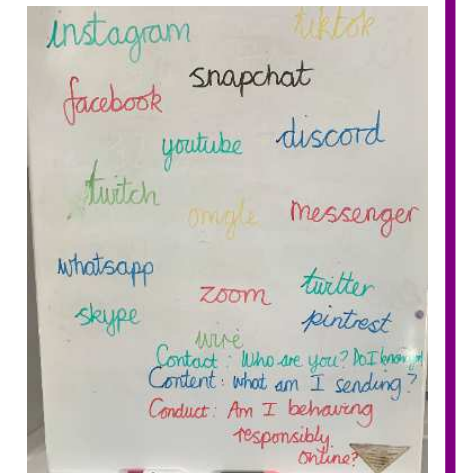 instagram
tiktok
snapchat
facebook
youtube
discord
twitch
omgle
messenger
whatsapp
zoom
twitter
skype
pintrest
wire
Contact: Who are you? Do I know
Content: what am I sending?
Conduct: Am I behaving
responsibly
online?